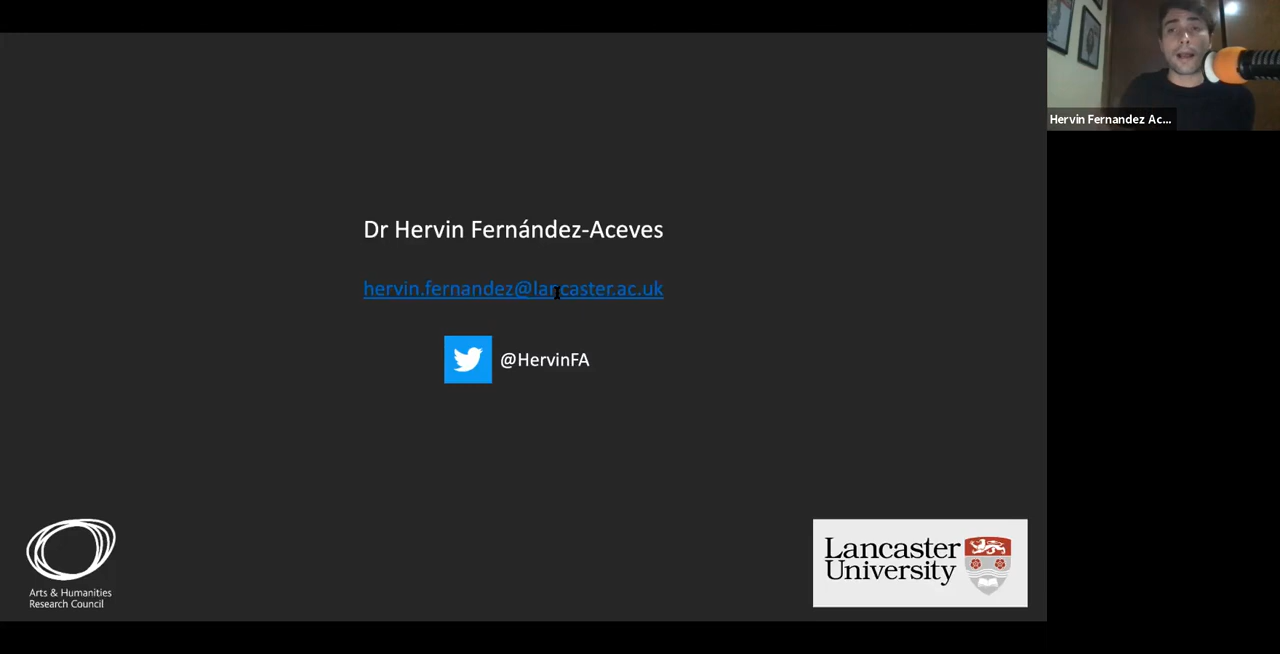 Hervin Fernandez Ac...
Dr Hervin Fernández-Aceves
hervin.fernandez@lancaster.ac.uk
@HervinFA
Arts & Humanities
Research Council
Lancaster
University